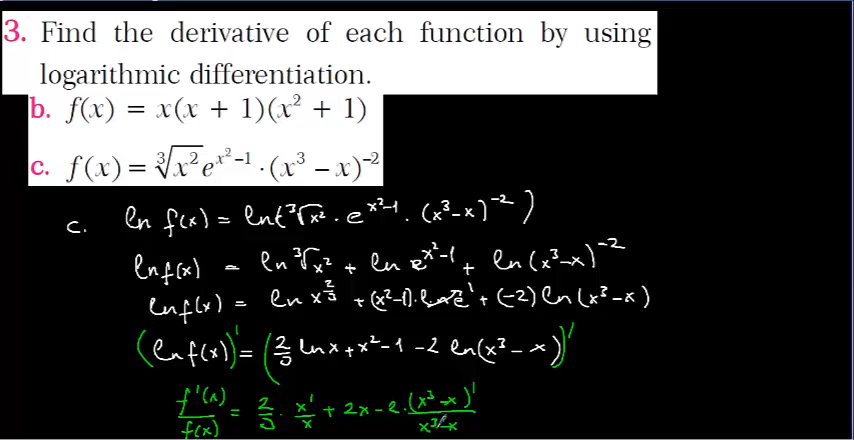 3. Find the derivative of each function by using
logarithmic differentiation.
b. f(x) = x(x + 1)(x² + 1)
c. f(x) = ∛x² e^(x²–1) · (x³ – x)^(–2)
c. ln f(x) = ln(∛x² · e^(x²-1) · (x³-x)^(-2))
ln f(x) = ln ∛x² + ln e^(x²-1) + ln (x³-x)^(-2)
ln f(x) = ln x^(2/3) + (x²-1)·ln e¹ + (-2) ln (x³-x)
(ln f(x))' = (2/3 ln x + x² - 1 - 2 ln(x³ - x))'
f'(x)/f(x) = 2/3 · x'/x + 2x - 2 · (x³-x)'/x³-x